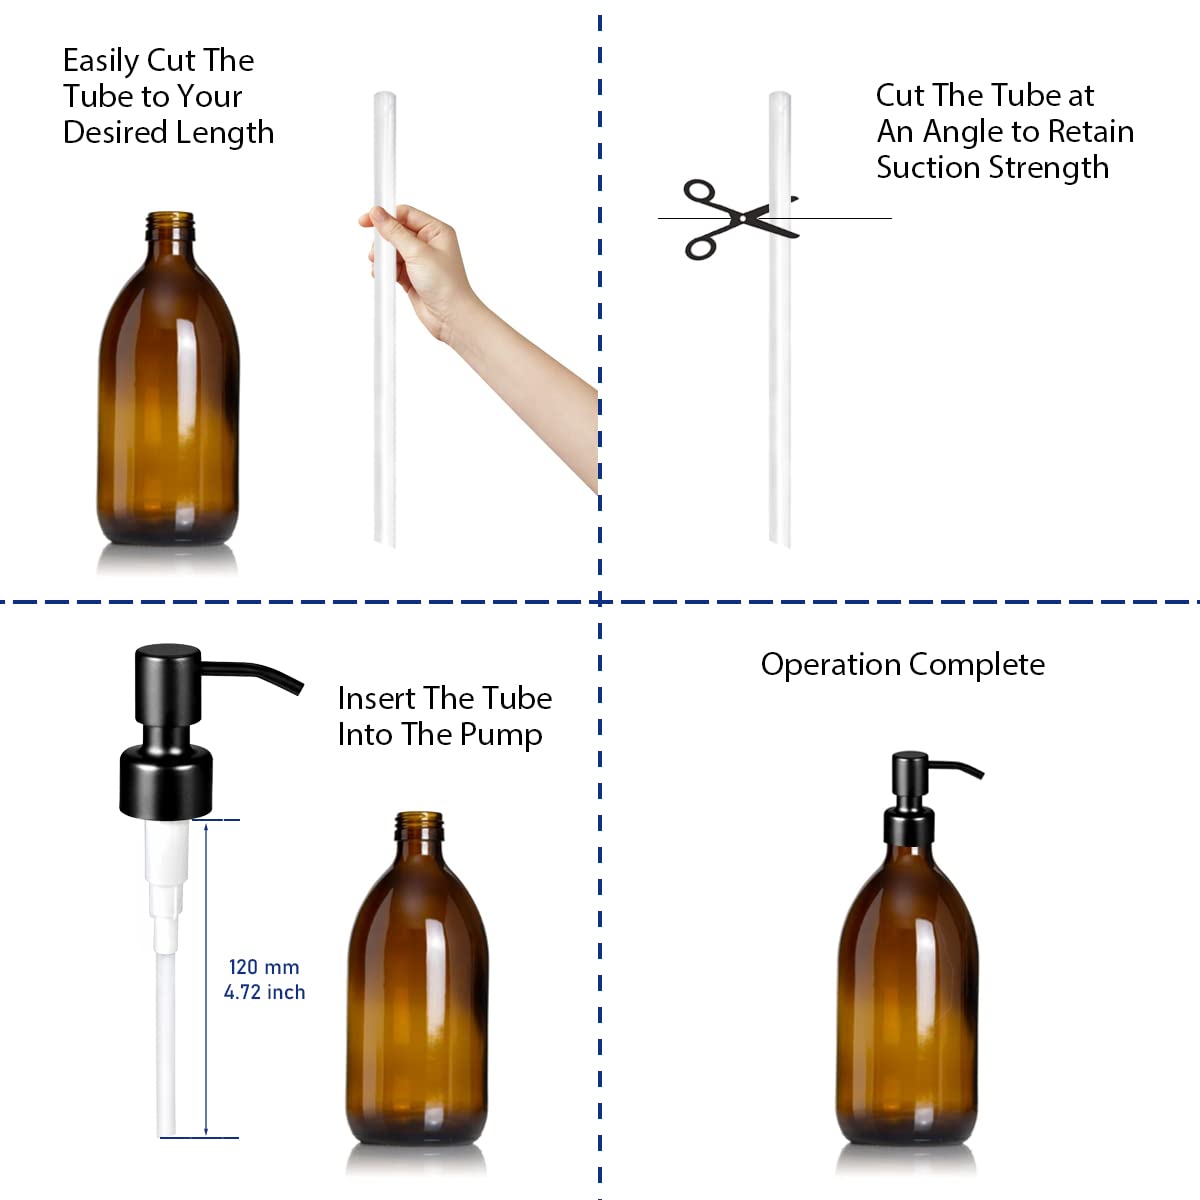 Easily Cut The
Tube to Your
Desired Length
Cut The Tube at
An Angle to Retain
Suction Strength
Insert The Tube
Into The Pump
120 mm
4.72 inch
Operation Complete